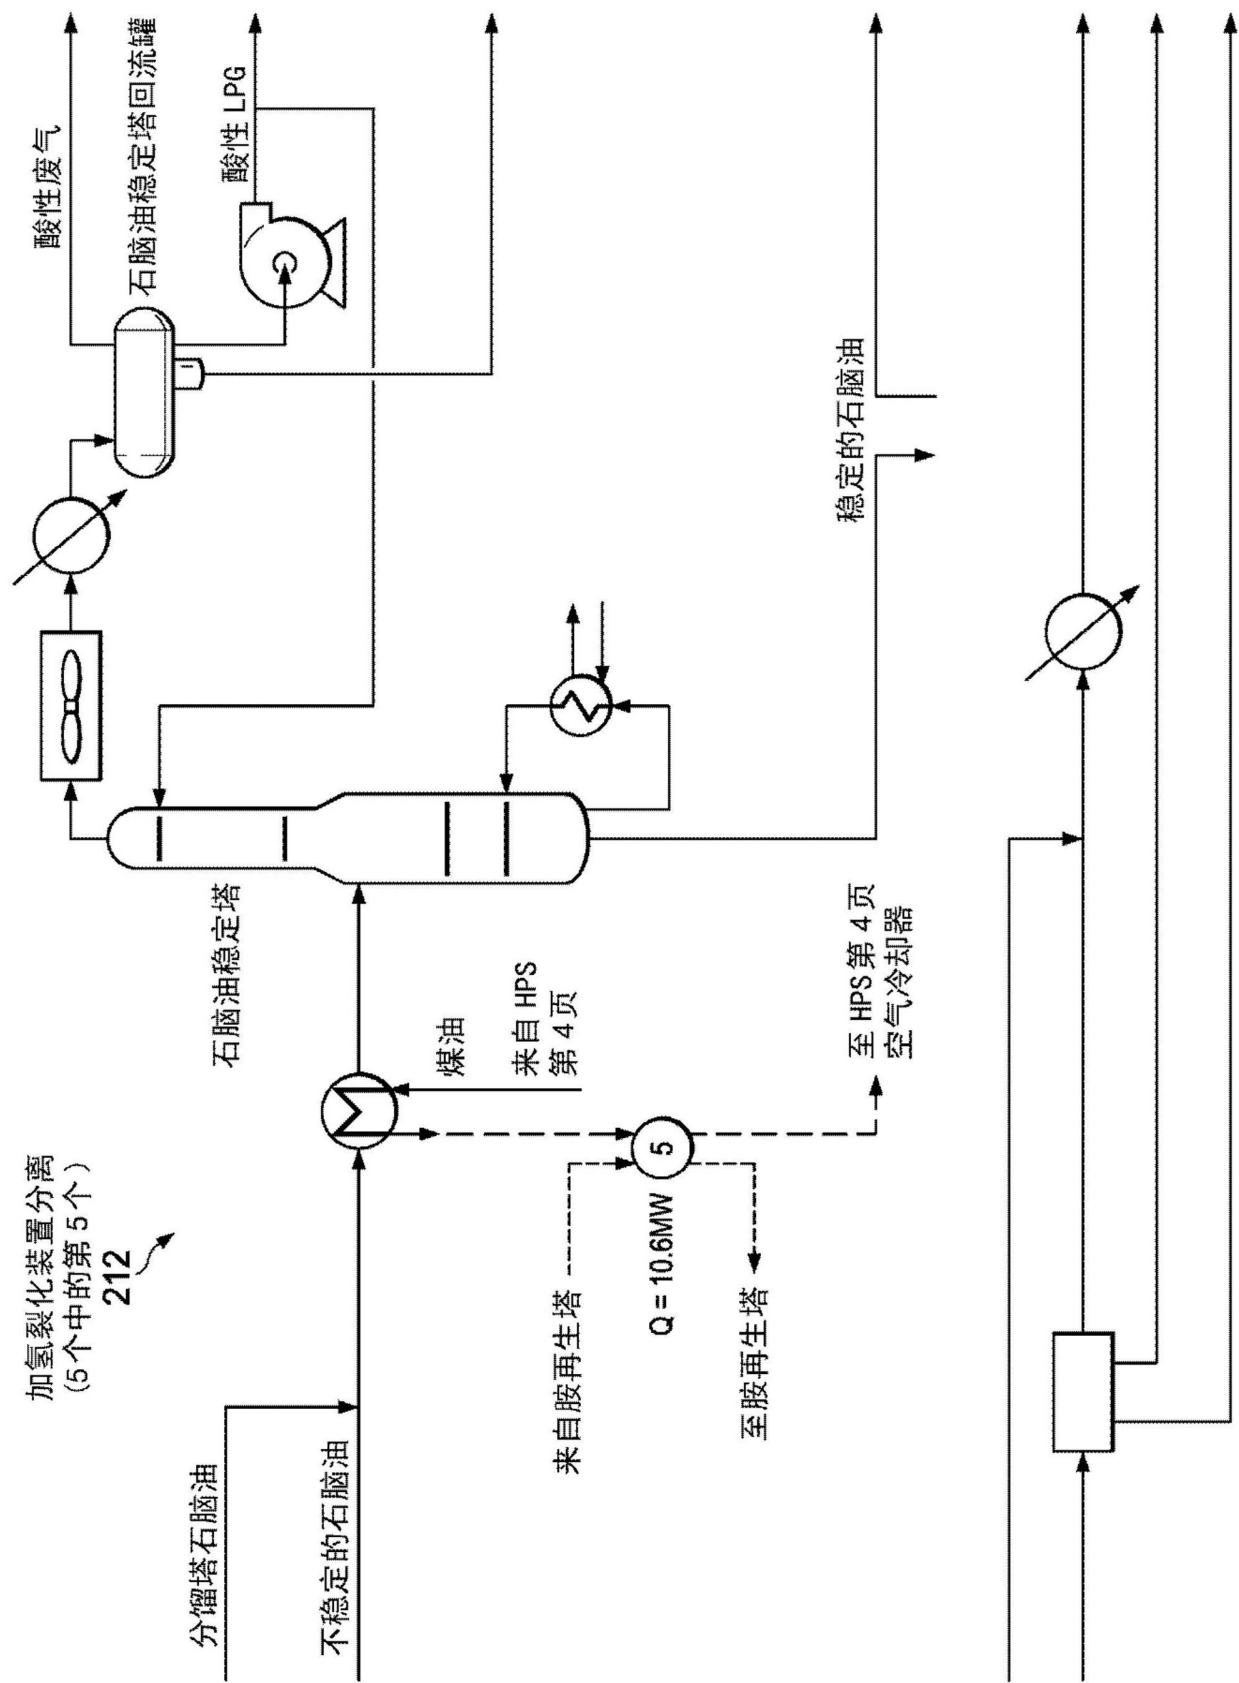 加氢裂化装置分离
（5个中的第5个）
212
分馏塔石脑油
不稳定的石脑油
石脑油稳定塔
酸性废气
石脑油稳定塔回流罐
酸性 LPG
煤油
来自 HPS
第 4 页
来自胺再生塔
5
Q = 10.6MW
至胺再生塔
至 HPS 第 4 页
空气冷却器
稳定的石脑油